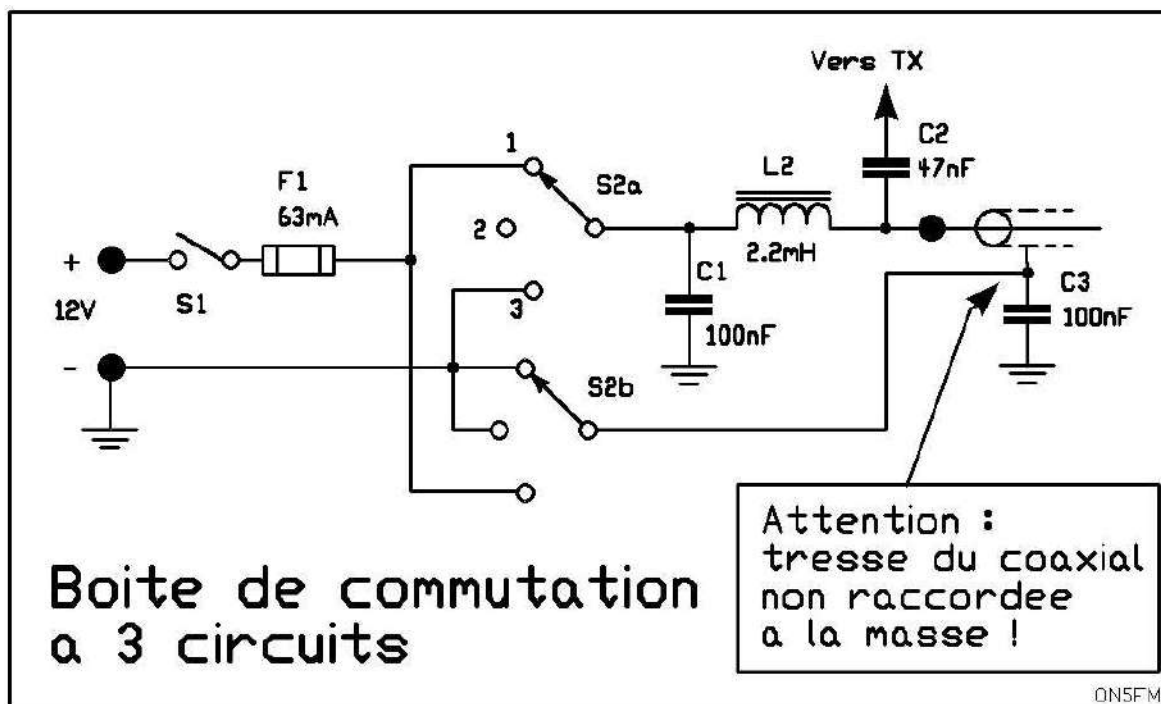 Vers TX
C2
47nF
1
F1
63mA
S2a
L2
2.2mH
2
+
12V
-
S1
3
C1
100nF
C3
100nF
S2b
Attention :
tresse du coaxial
non raccordee
a la masse !
Boite de commutation
a 3 circuits
ON5FM